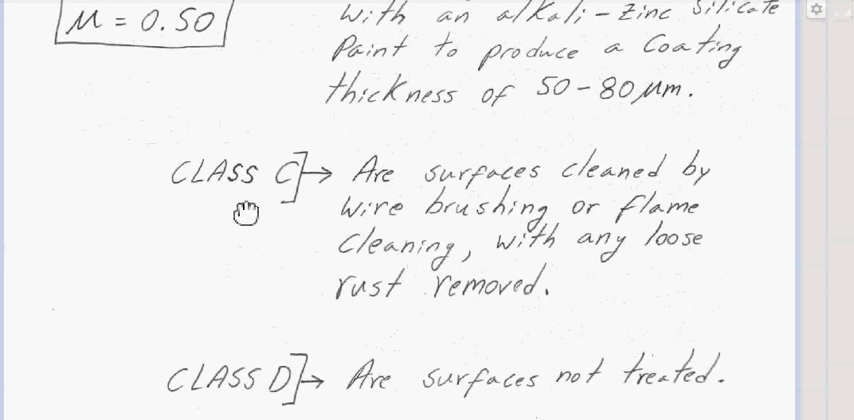 μ = 0.50
with an alkali-zinc silicate
Paint to produce a coating
thickness of 50-80 μm.
CLASS C]→ Are surfaces cleaned by
wire brushing or flame
cleaning, with any loose
rust removed.
CLASS D]→ Are surfaces not treated.